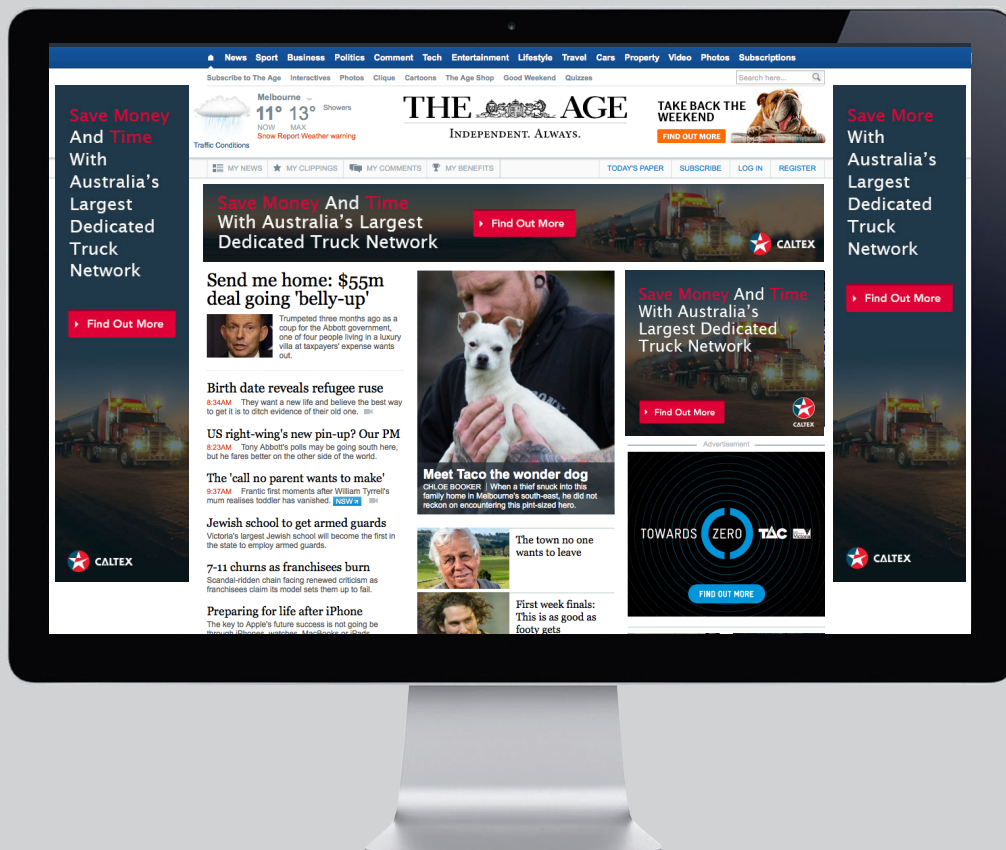 News Sport Business Politics Comment Tech Entertainment Lifestyle Travel Cars Property Video Photos Subscriptions
Subscribe to The Age Interactives Photos Clique Cartoons The Age Shop Good Weekend Quizzes
Search here...
Melbourne
11° 13° Showers
NOW MAX
Snow Report Weather warning
Traffic Conditions
THE AGE
INDEPENDENT. ALWAYS.
TAKE BACK THE
WEEKEND
FIND OUT MORE
MY NEWS MY CLIPPINGS MY COMMENTS MY BENEFITS
TODAY'S PAPER SUBSCRIBE LOG IN REGISTER
Save Money
And Time
With
Australia's
Largest
Dedicated
Truck
Network
Find Out More
CALTEX
Save Money And Time
With Australia's Largest
Dedicated Truck Network
Find Out More
CALTEX
Send me home: $55m
deal going 'belly-up'
Trumpeted three months ago as a
coup for the Abbott government,
one of four people living in a luxury
villa at taxpayers' expense wants
out.
Birth date reveals refugee ruse
8:34AM They want a new life and believe the best way
to get it is to ditch evidence of their old one.
US right-wing's new pin-up? Our PM
8:23AM Tony Abbott's polls may be going south here,
but he fares better on the other side of the world.
The 'call no parent wants to make'
9:37AM Frantic first moments after William Tyrrell's
mum realises toddler has vanished. NSW
Jewish school to get armed guards
Victoria's largest Jewish school will become the first in
the state to employ armed guards.
7-11 churns as franchisees burn
Scandal-ridden chain facing renewed criticism as
franchisees claim its model sets them up to fail.
Preparing for life after iPhone
The key to Apple's future success is not going be
through iPhones, watches, MacBooks or iPads.
Meet Taco the wonder dog
CHLOE BOOKER | When a thief snuck into this
family home in Melbourne's south-east, he did not
reckon on encountering this pint-sized hero.
The town no one
wants to leave
First week finals:
This is as good as
footy gets
Save Money And Time
With Australia's
Largest Dedicated
Truck Network
Find Out More
CALTEX
Advertisement
TOWARDS ZERO TAC
FIND OUT MORE
Save More
With
Australia's
Largest
Dedicated
Truck
Network
Find Out More
CALTEX